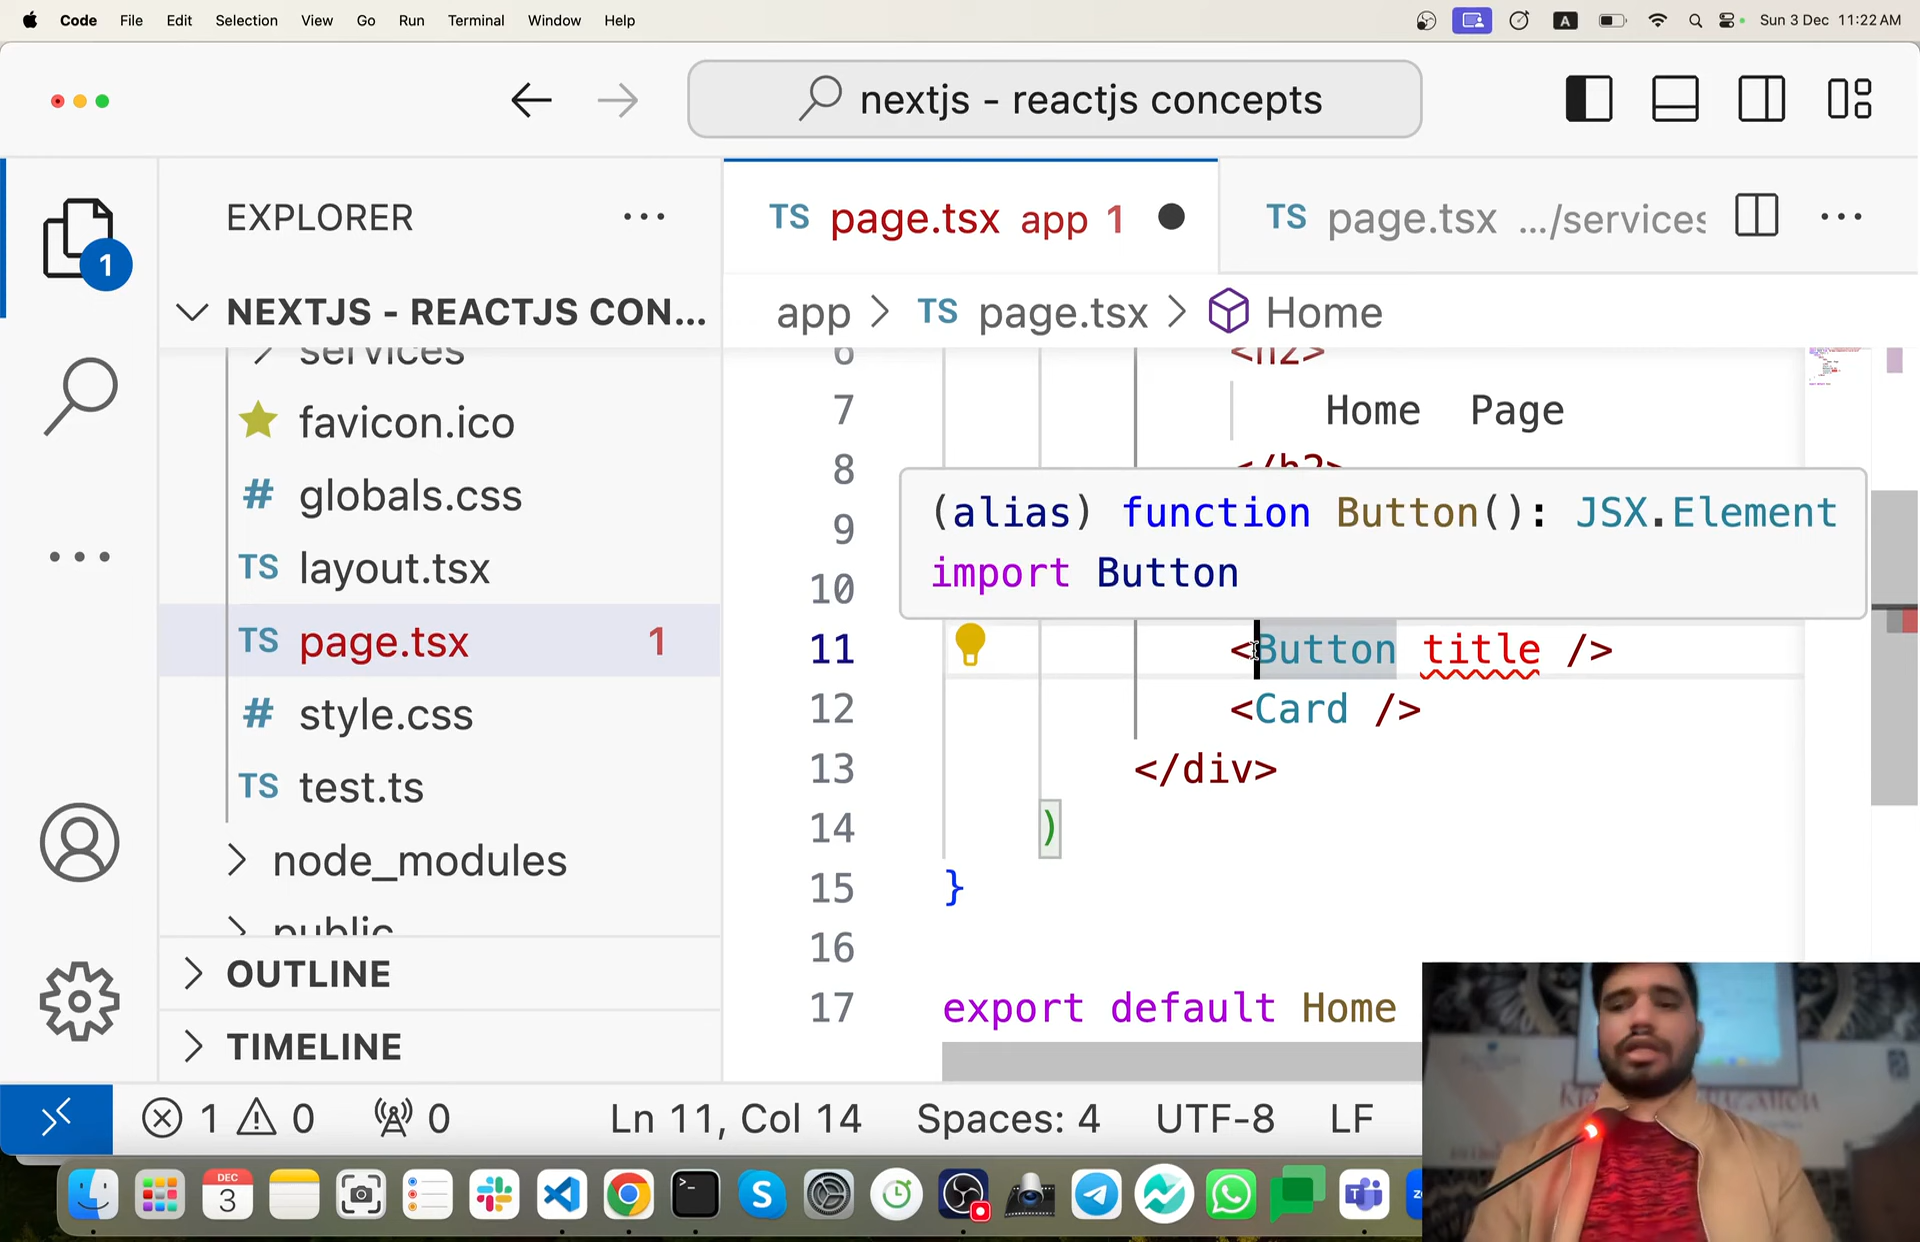 Code File Edit Selection View Go Run Terminal Window Help
A
Sun 3 Dec 11:22 AM
nextjs - reactjs concepts
1
EXPLORER
NEXTJS - REACTJS CON...
services
favicon.ico
# globals.css
TS layout.tsx
TS page.tsx 1
# style.css
TS test.ts
node_modules
public
OUTLINE
TIMELINE
TS page.tsx app 1
TS page.tsx .../services
app > TS page.tsx > Home
6 <h2>
7 Home Page
8 </h2>
9
10
(alias) function Button(): JSX.Element
import Button
11 <Button title />
12 <Card />
13 </div>
14 )
15 }
16
17 export default Home
1 0 0
Ln 11, Col 14 Spaces: 4 UTF-8 LF
DEC
3